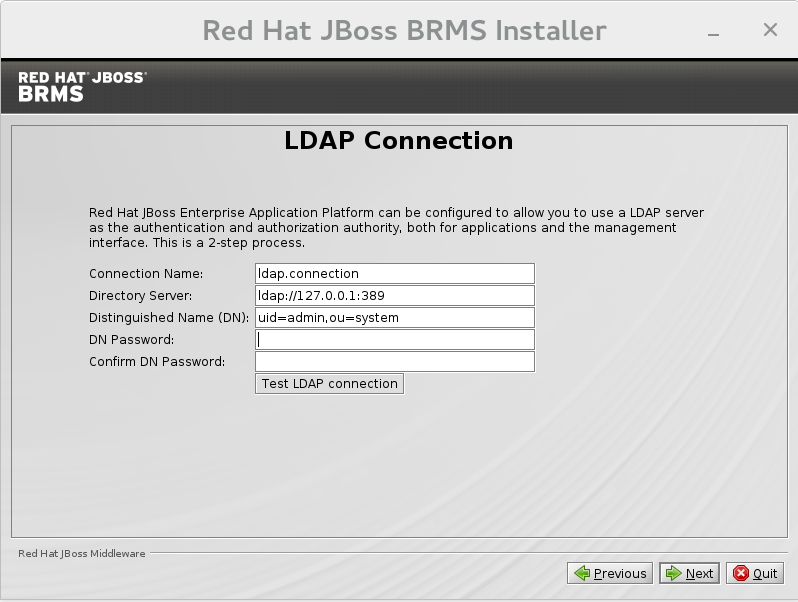 Red Hat JBoss BRMS Installer
RED HAT JBOSS
BRMS
LDAP Connection
Red Hat JBoss Enterprise Application Platform can be configured to allow you to use a LDAP server
as the authentication and authorization authority, both for applications and the management
interface. This is a 2-step process.
Connection Name: ldap.connection
Directory Server: ldap://127.0.0.1:389
Distinguished Name (DN): uid=admin,ou=system
DN Password:
Confirm DN Password:
Test LDAP connection
Red Hat JBoss Middleware
Previous Next Quit